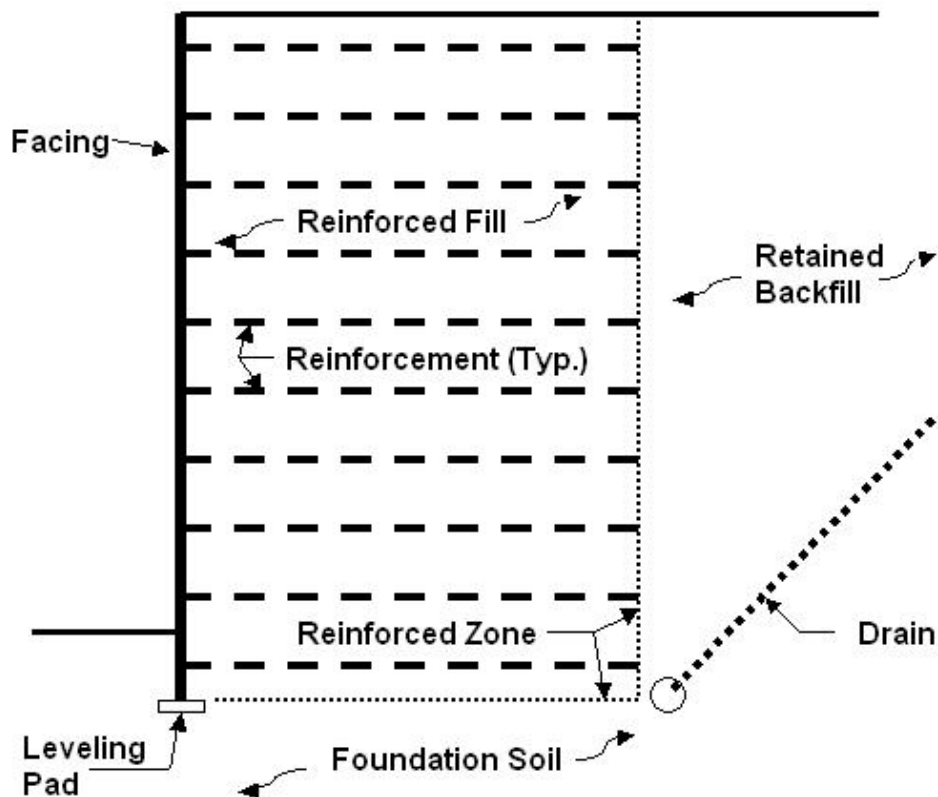 Facing
Reinforced Fill
Retained
Backfill
Reinforcement (Typ.)
Reinforced Zone
Drain
Leveling
Pad
Foundation Soil